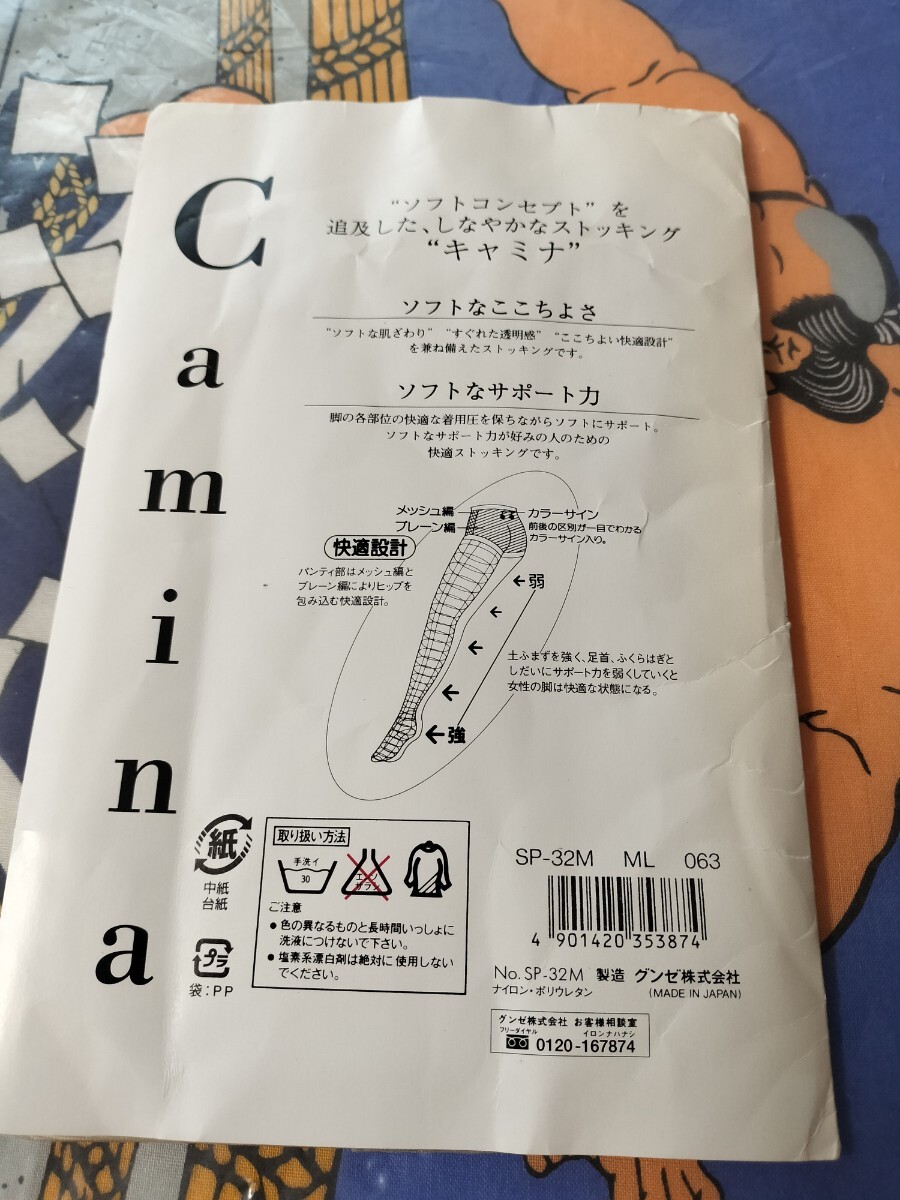 Camina
“ソフトコンセプト”を
追及した、しなやかなストッキング
“キャミナ”
ソフトなここちよさ
“ソフトな肌ざわり” “すぐれた透明感” “ここちよい快適設計”
を兼ね備えたストッキングです。
ソフトなサポート力
脚の各部位の快適な着用圧を保ちながらソフトにサポート。
ソフトなサポート力が好みの人のための
快適ストッキングです。
メッシュ編
プレーン編
カラーサイン
前後の区別が一目でわかる
カラーサイン入り。
快適設計
パンティ部はメッシュ編と
プレーン編によりヒップを
包み込む快適設計。
弱
土ふまずを強く、足首、ふくらはぎと
しだいにサポート力を弱くしていくと
女性の脚は快適な状態になる。
強
紙
中紙
台紙
プラ
袋：PP
取り扱い方法
手洗イ
30
エンソ
サラシ
ご注意
●色の異なるものと長時間いっしょに
洗液につけないで下さい。
●塩素系漂白剤は絶対に使用しない
でください。
SP-32M ML 063
4 901420 353874
No. SP-32M 製造 グンゼ株式会社
ナイロン・ポリウレタン (MADE IN JAPAN)
グンゼ株式会社 お客様相談室
フリーダイヤル イロンナハナシ
0120-167874